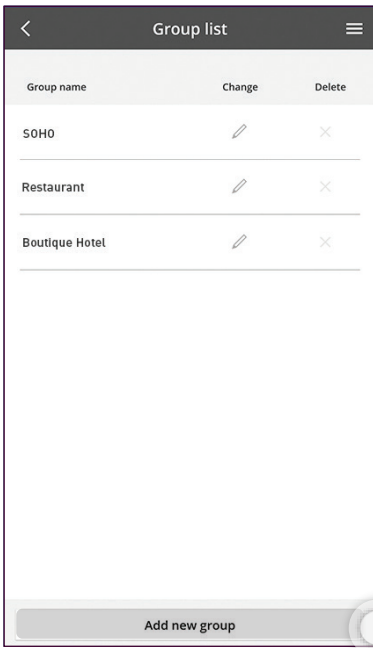 Group list
Group name Change Delete
SOHO
Restaurant
Boutique Hotel
Add new group